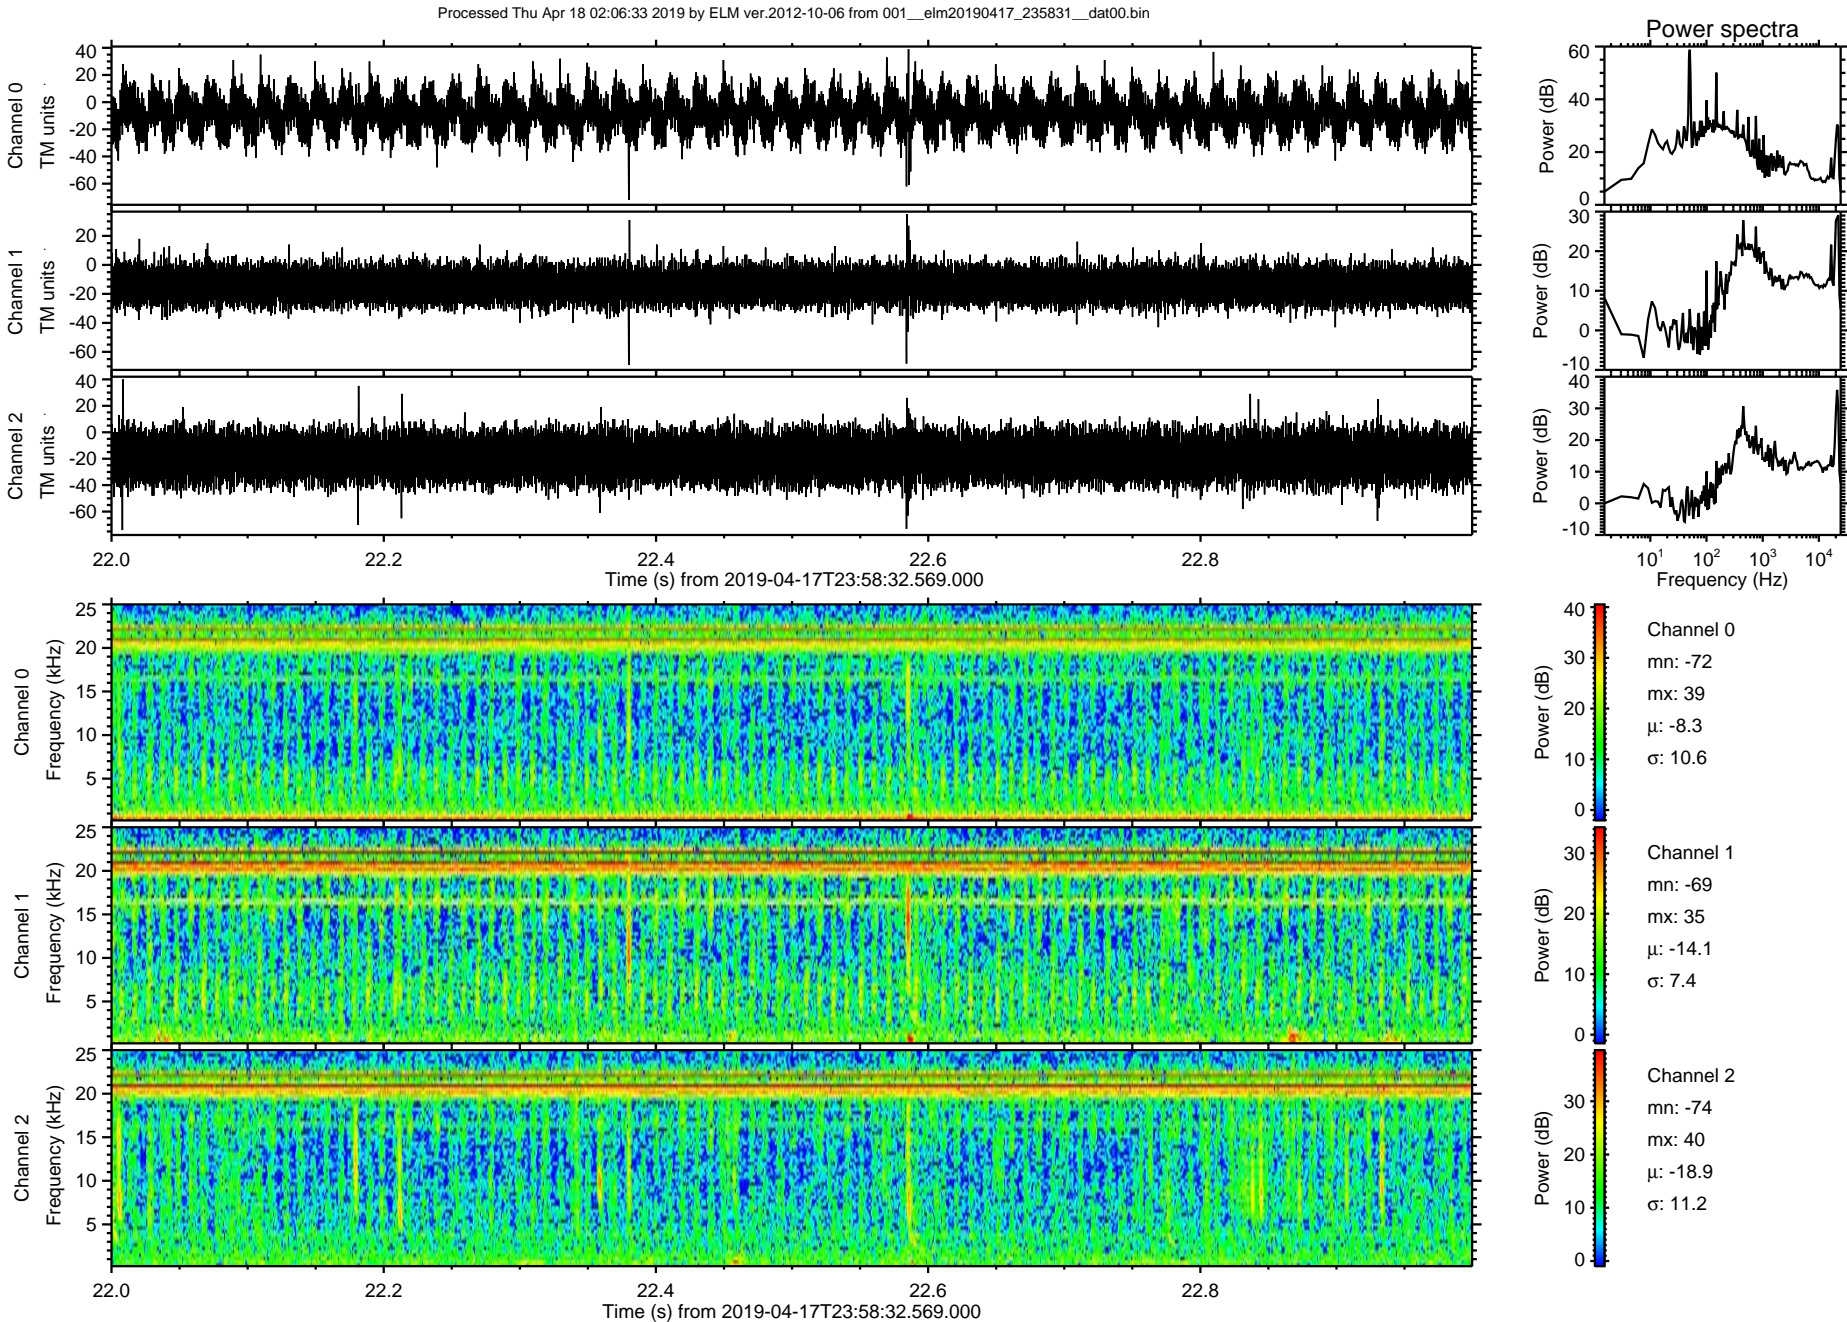 Processed Thu Apr 18 02:06:33 2019 by ELM ver.2012-10-06 from 001__elm20190417_235831__dat00.bin
Power spectra
Channel 0
TM units
40
20
0
-20
-40
-60
Power (dB)
60
40
20
0
Channel 1
TM units
20
0
-20
-40
-60
Power (dB)
30
20
10
0
-10
Channel 2
TM units
40
20
0
-20
-40
-60
Power (dB)
40
30
20
10
0
-10
22.0 22.2 22.4 22.6 22.8
Time (s) from 2019-04-17T23:58:32.569.000
10^1 10^2 10^3 10^4
Frequency (Hz)
Channel 0
Frequency (kHz)
25
20
15
10
5
Power (dB)
40
30
20
10
0
Channel 0
mn: -72
mx: 39
μ: -8.3
σ: 10.6
Channel 1
Frequency (kHz)
25
20
15
10
5
Power (dB)
30
20
10
0
Channel 1
mn: -69
mx: 35
μ: -14.1
σ: 7.4
Channel 2
Frequency (kHz)
25
20
15
10
5
Power (dB)
30
20
10
0
Channel 2
mn: -74
mx: 40
μ: -18.9
σ: 11.2
22.0 22.2 22.4 22.6 22.8
Time (s) from 2019-04-17T23:58:32.569.000